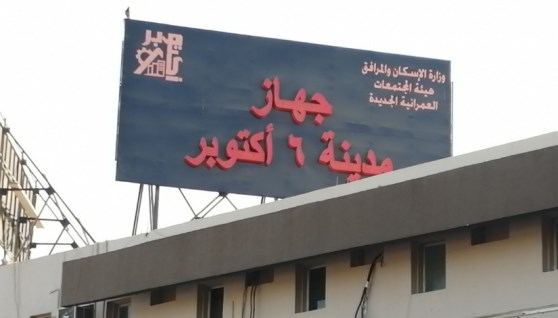 وزارة الإسكان والمرافق
هيئة المجتمعات
العمرانية الجديدة
جهاز
مدينة ٦ أكتوبر